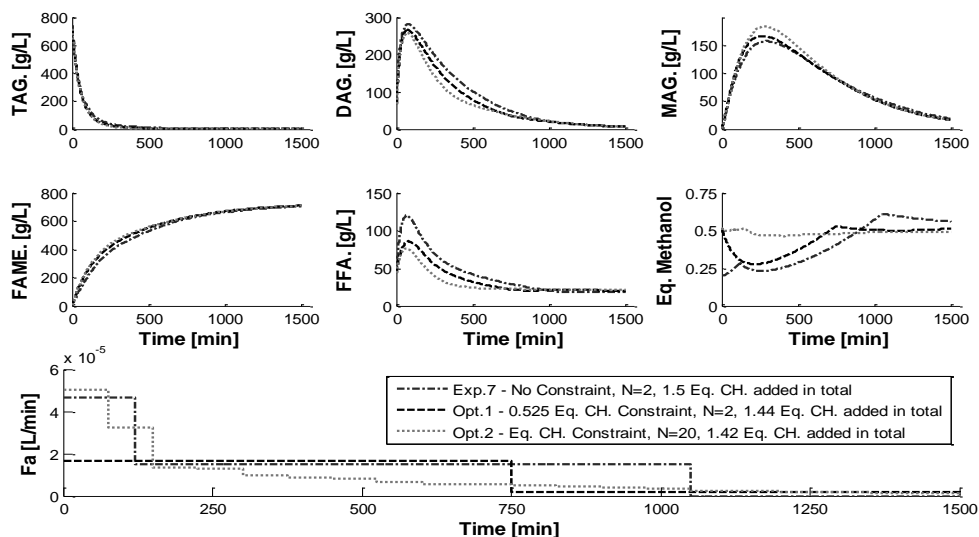 TAG. [g/L]
800
600
400
200
0
0 500 1000 1500
DAG. [g/L]
300
200
100
0
0 500 1000 1500
MAG. [g/L]
150
100
50
0
0 500 1000 1500
FAME. [g/L]
800
600
400
200
0
0 500 1000 1500
Time [min]
FFA. [g/L]
150
100
50
0
0 500 1000 1500
Time [min]
Eq. Methanol
0.75
0.5
0.25
0
0 500 1000 1500
Time [min]
x 10-5
Fa [L/min]
6
4
2
0
0 250 500 750 1000 1250 1500
Time [min]
Exp.7 - No Constraint, N=2, 1.5 Eq. CH. added in total
Opt.1 - 0.525 Eq. CH. Constraint, N=2, 1.44 Eq. CH. added in total
Opt.2 - Eq. CH. Constraint, N=20, 1.42 Eq. CH. added in total